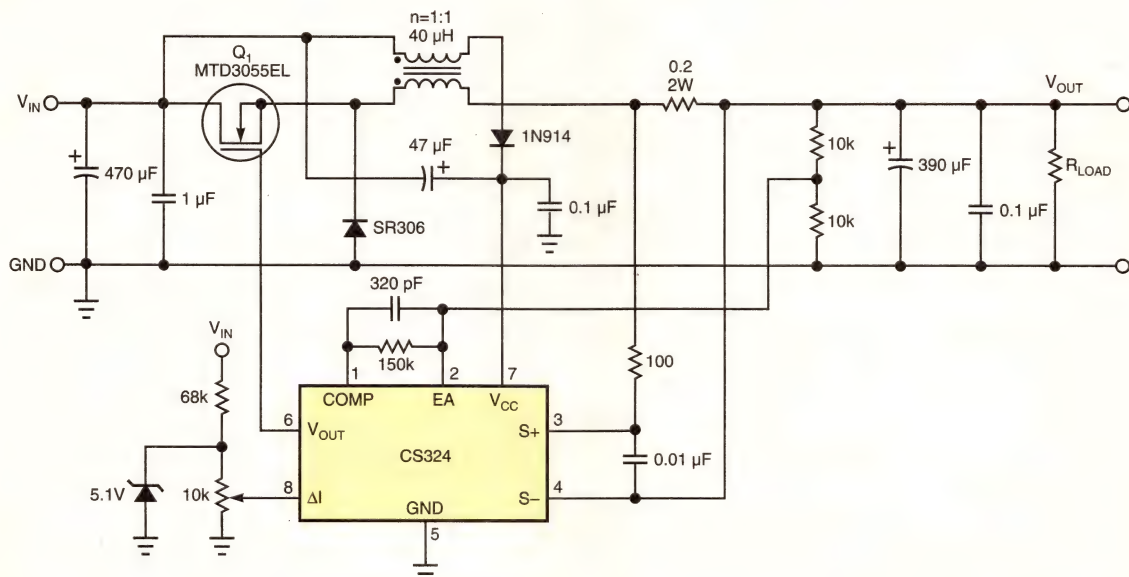 n=1:1
40 µH
Q1
MTD3055EL
0.2
2W
VIN
VOUT
1N914
10k
470 µF
1 µF
47 µF
+
+
+
390 µF
RLOAD
0.1 µF
10k
0.1 µF
SR306
GND
320 pF
VIN
150k
100
68k
1
2
7
COMP
EA
VCC
6
VOUT
S+
3
CS324
0.01 µF
5.1V
10k
8
ΔI
S–
4
GND
5